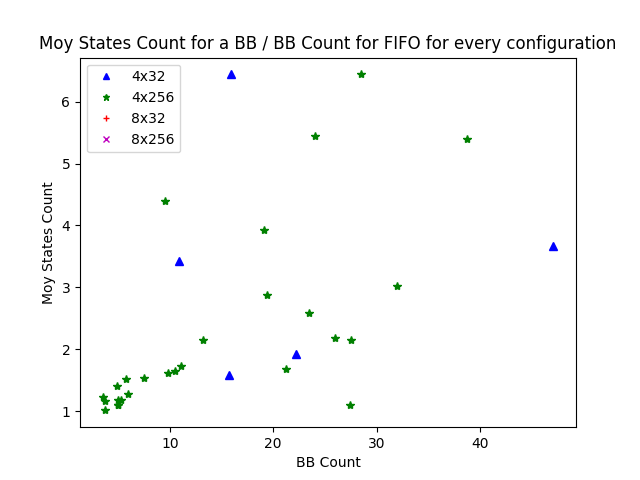 Moy States Count for a BB / BB Count for FIFO for every configuration
4x32
4x256
8x32
8x256
6
5
4
3
2
1
Moy States Count
10 20 30 40
BB Count